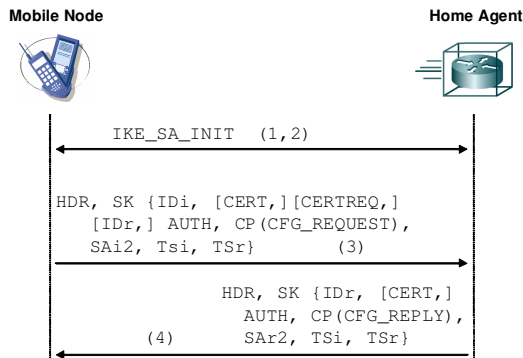 Mobile Node
Home Agent
IKE_SA_INIT (1,2)
HDR, SK {IDi, [CERT,][CERTREQ,]
[IDr,] AUTH, CP(CFG_REQUEST),
SAi2, Tsi, TSr} (3)
HDR, SK {IDr, [CERT,]
AUTH, CP(CFG_REPLY),
(4) SAr2, TSi, TSr}